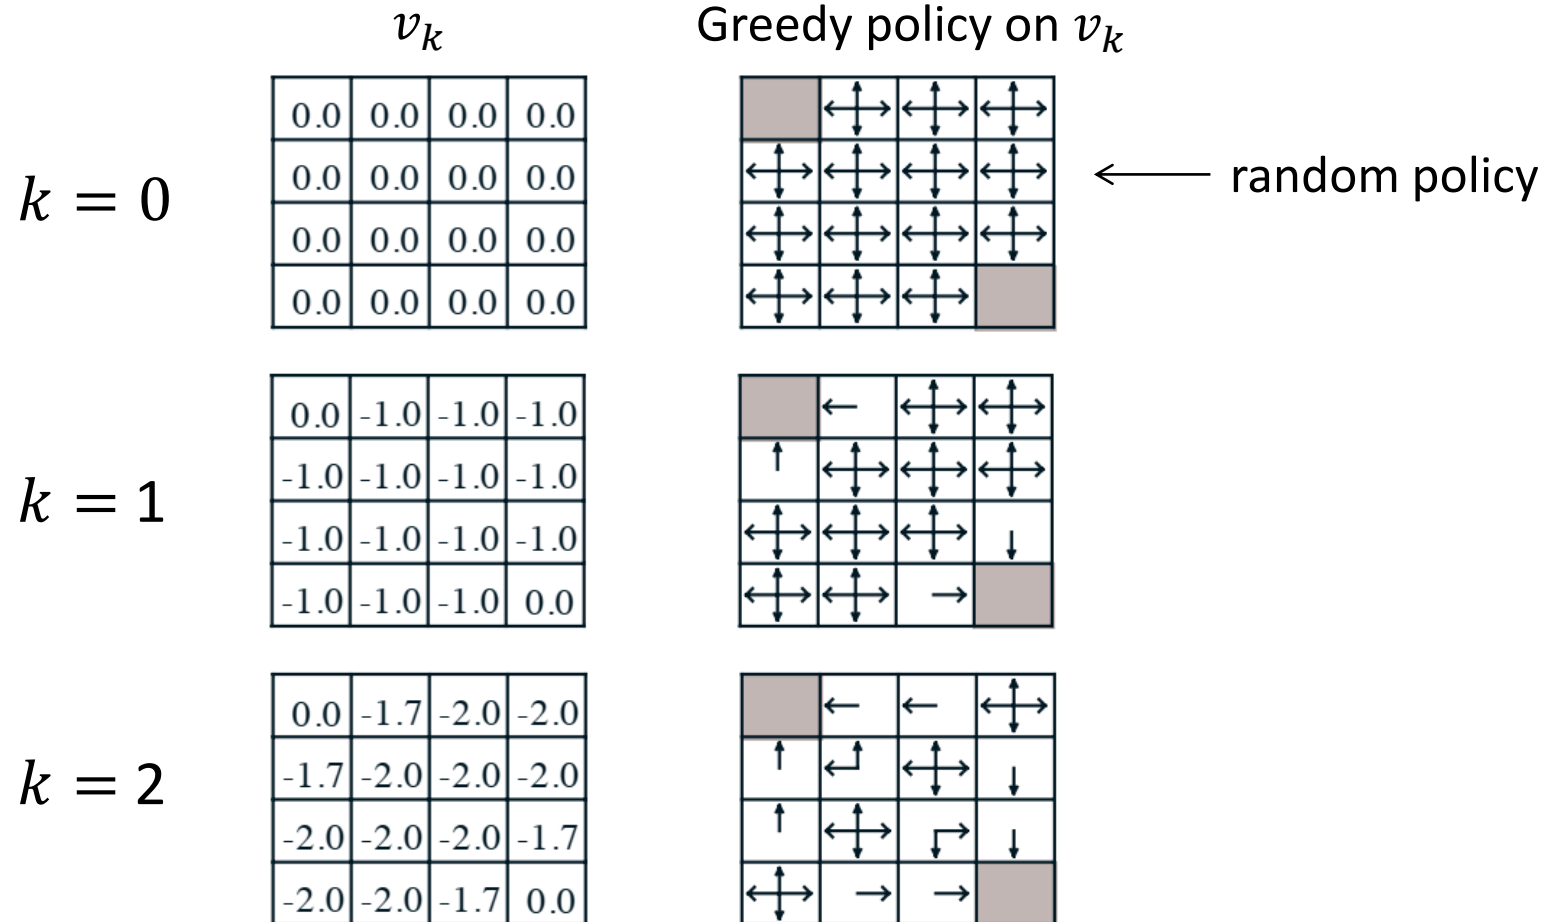 v_k Greedy policy on v_k
0.0 0.0 0.0 0.0
0.0 0.0 0.0 0.0
k = 0 ← random policy
0.0 0.0 0.0 0.0
0.0 0.0 0.0 0.0
0.0 -1.0 -1.0 -1.0
-1.0 -1.0 -1.0 -1.0
k = 1
-1.0 -1.0 -1.0 -1.0
-1.0 -1.0 -1.0 0.0
0.0 -1.7 -2.0 -2.0
-1.7 -2.0 -2.0 -2.0
k = 2
-2.0 -2.0 -2.0 -1.7
-2.0 -2.0 -1.7 0.0